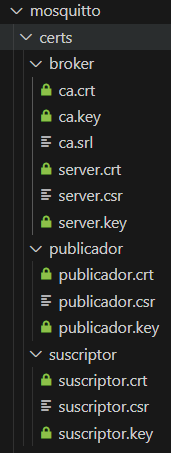 mosquitto
certs
broker
ca.crt
ca.key
ca.srl
server.crt
server.csr
server.key
publicador
publicador.crt
publicador.csr
publicador.key
suscriptor
suscriptor.crt
suscriptor.csr
suscriptor.key